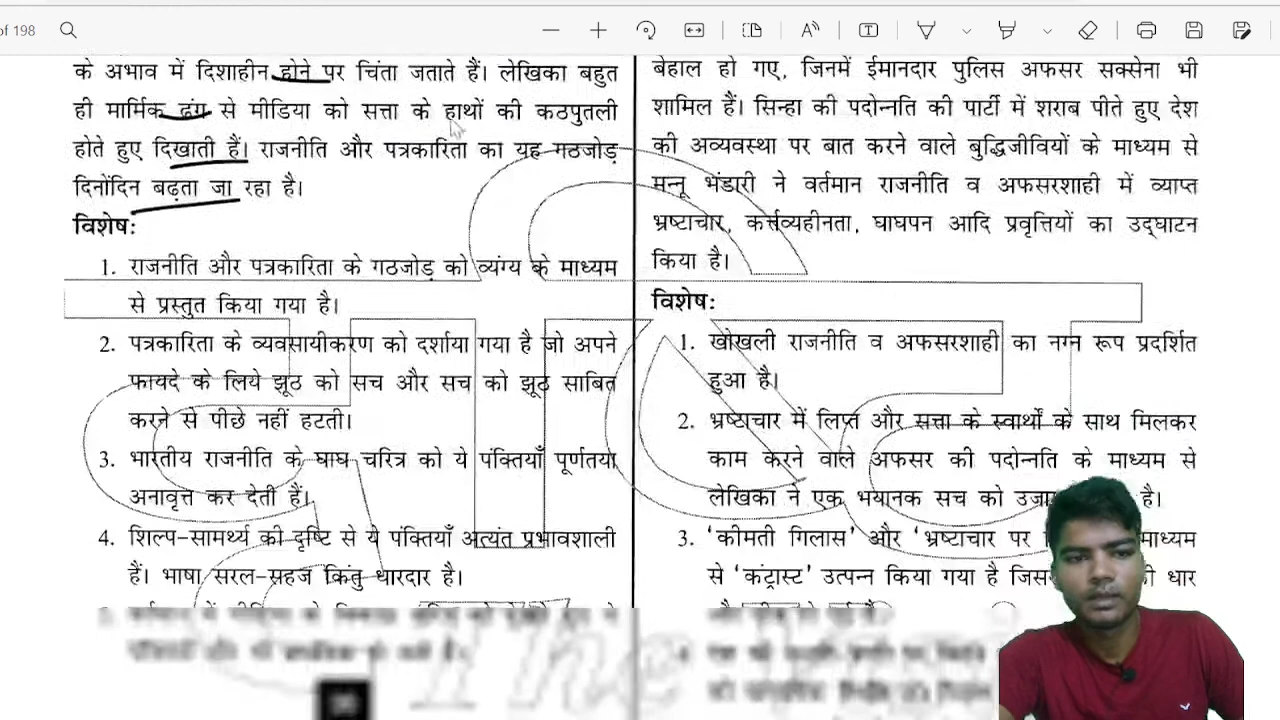 of 198
के अभाव में दिशाहीन होने पर चिंता जताते हैं। लेखिका बहुत
ही मार्मिक ढंग से मीडिया को सत्ता के हाथों की कठपुतली
होते हुए दिखाती हैं। राजनीति और पत्रकारिता का यह गठजोड़
दिनोंदिन बढ़ता जा रहा है।
विशेष:
1. राजनीति और पत्रकारिता के गठजोड़ को व्यंग्य के माध्यम
से प्रस्तुत किया गया है।
2. पत्रकारिता के व्यवसायीकरण को दर्शाया गया है जो अपने
फायदे के लिये झूठ को सच और सच को झूठ साबित
करने से पीछे नहीं हटती।
3. भारतीय राजनीति के घाघ चरित्र को ये पंक्तियाँ पूर्णतया
अनावृत्त कर देती हैं।
4. शिल्प-सामर्थ्य की दृष्टि से ये पंक्तियाँ अत्यंत प्रभावशाली
हैं। भाषा सरल-सहज किंतु धारदार है।
बेहाल हो गए, जिनमें ईमानदार पुलिस अफसर सक्सेना भी
शामिल हैं। सिन्हा की पदोन्नति की पार्टी में शराब पीते हुए देश
की अव्यवस्था पर बात करने वाले बुद्धिजीवियों के माध्यम से
मन्नू भंडारी ने वर्तमान राजनीति व अफसरशाही में व्याप्त
भ्रष्टाचार, कर्त्तव्यहीनता, घाघपन आदि प्रवृत्तियों का उद्घाटन
किया है।
विशेष:
1. खोखली राजनीति व अफसरशाही का नग्न रूप प्रदर्शित
हुआ है।
2. भ्रष्टाचार में लिप्त और सत्ता के स्वार्थों के साथ मिलकर
काम करने वाले अफसर की पदोन्नति के माध्यम से
लेखिका ने एक भयानक सच को है।
3. 'कीमती गिलास' और 'भ्रष्टाचार पर माध्यम
से 'कंट्रास्ट' उत्पन्न किया गया है धार